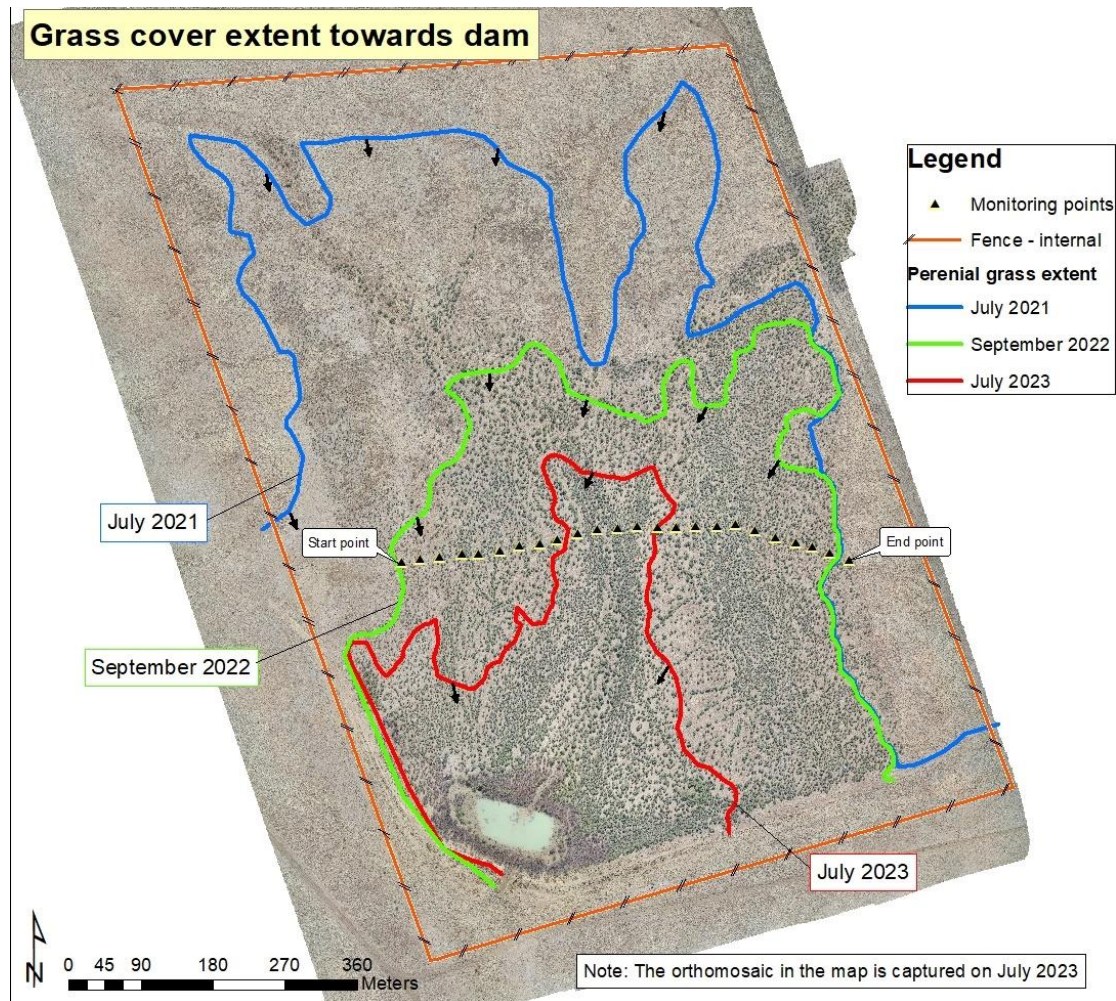 Grass cover extent towards dam
Legend
Monitoring points
Fence - internal
Perenial grass extent
July 2021
September 2022
July 2023
July 2021
Start point
End point
September 2022
July 2023
N
0 45 90 180 270 360
Meters
Note: The orthomosaic in the map is captured on July 2023